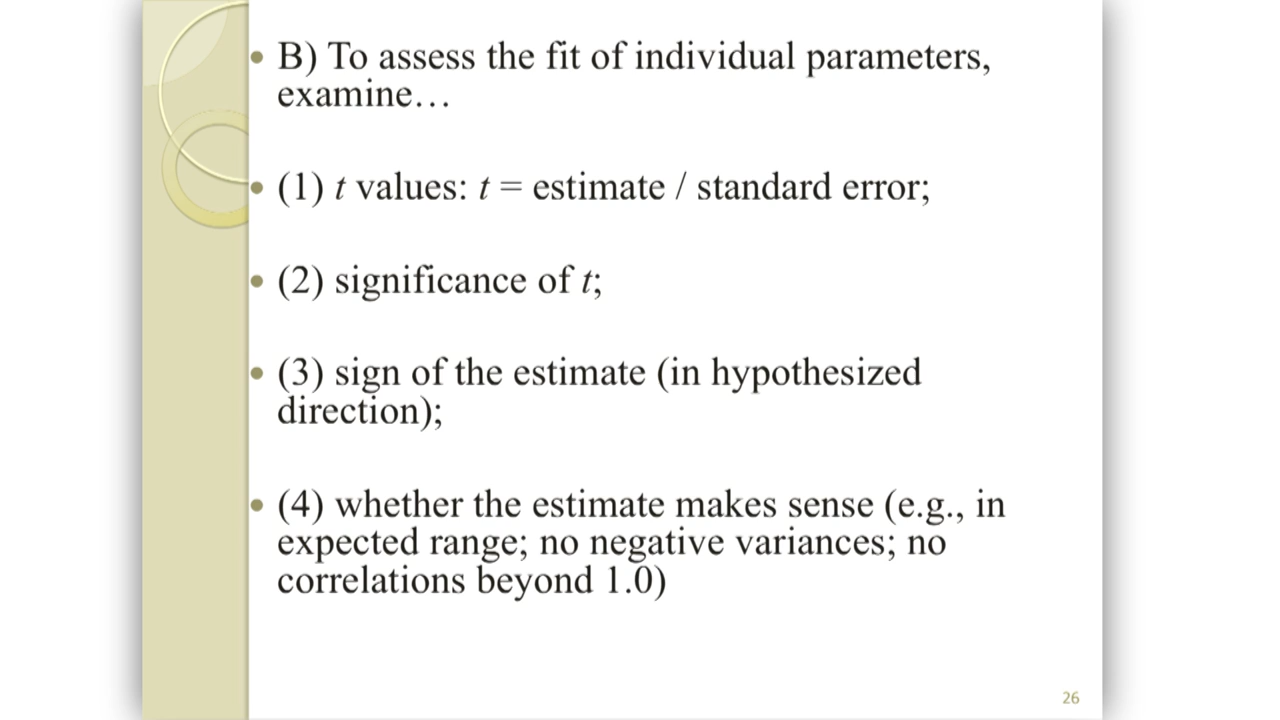 • B) To assess the fit of individual parameters,
examine…
• (1) t values: t = estimate / standard error;
• (2) significance of t;
• (3) sign of the estimate (in hypothesized
direction);
• (4) whether the estimate makes sense (e.g., in
expected range; no negative variances; no
correlations beyond 1.0)
26